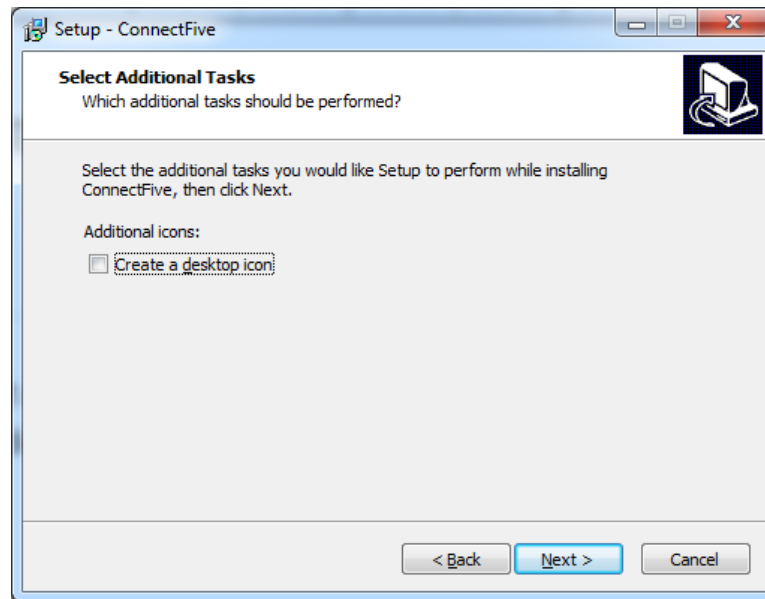 Setup - ConnectFive
Select Additional Tasks
Which additional tasks should be performed?
Select the additional tasks you would like Setup to perform while installing
ConnectFive, then click Next.
Additional icons:
Create a desktop icon
< Back Next > Cancel